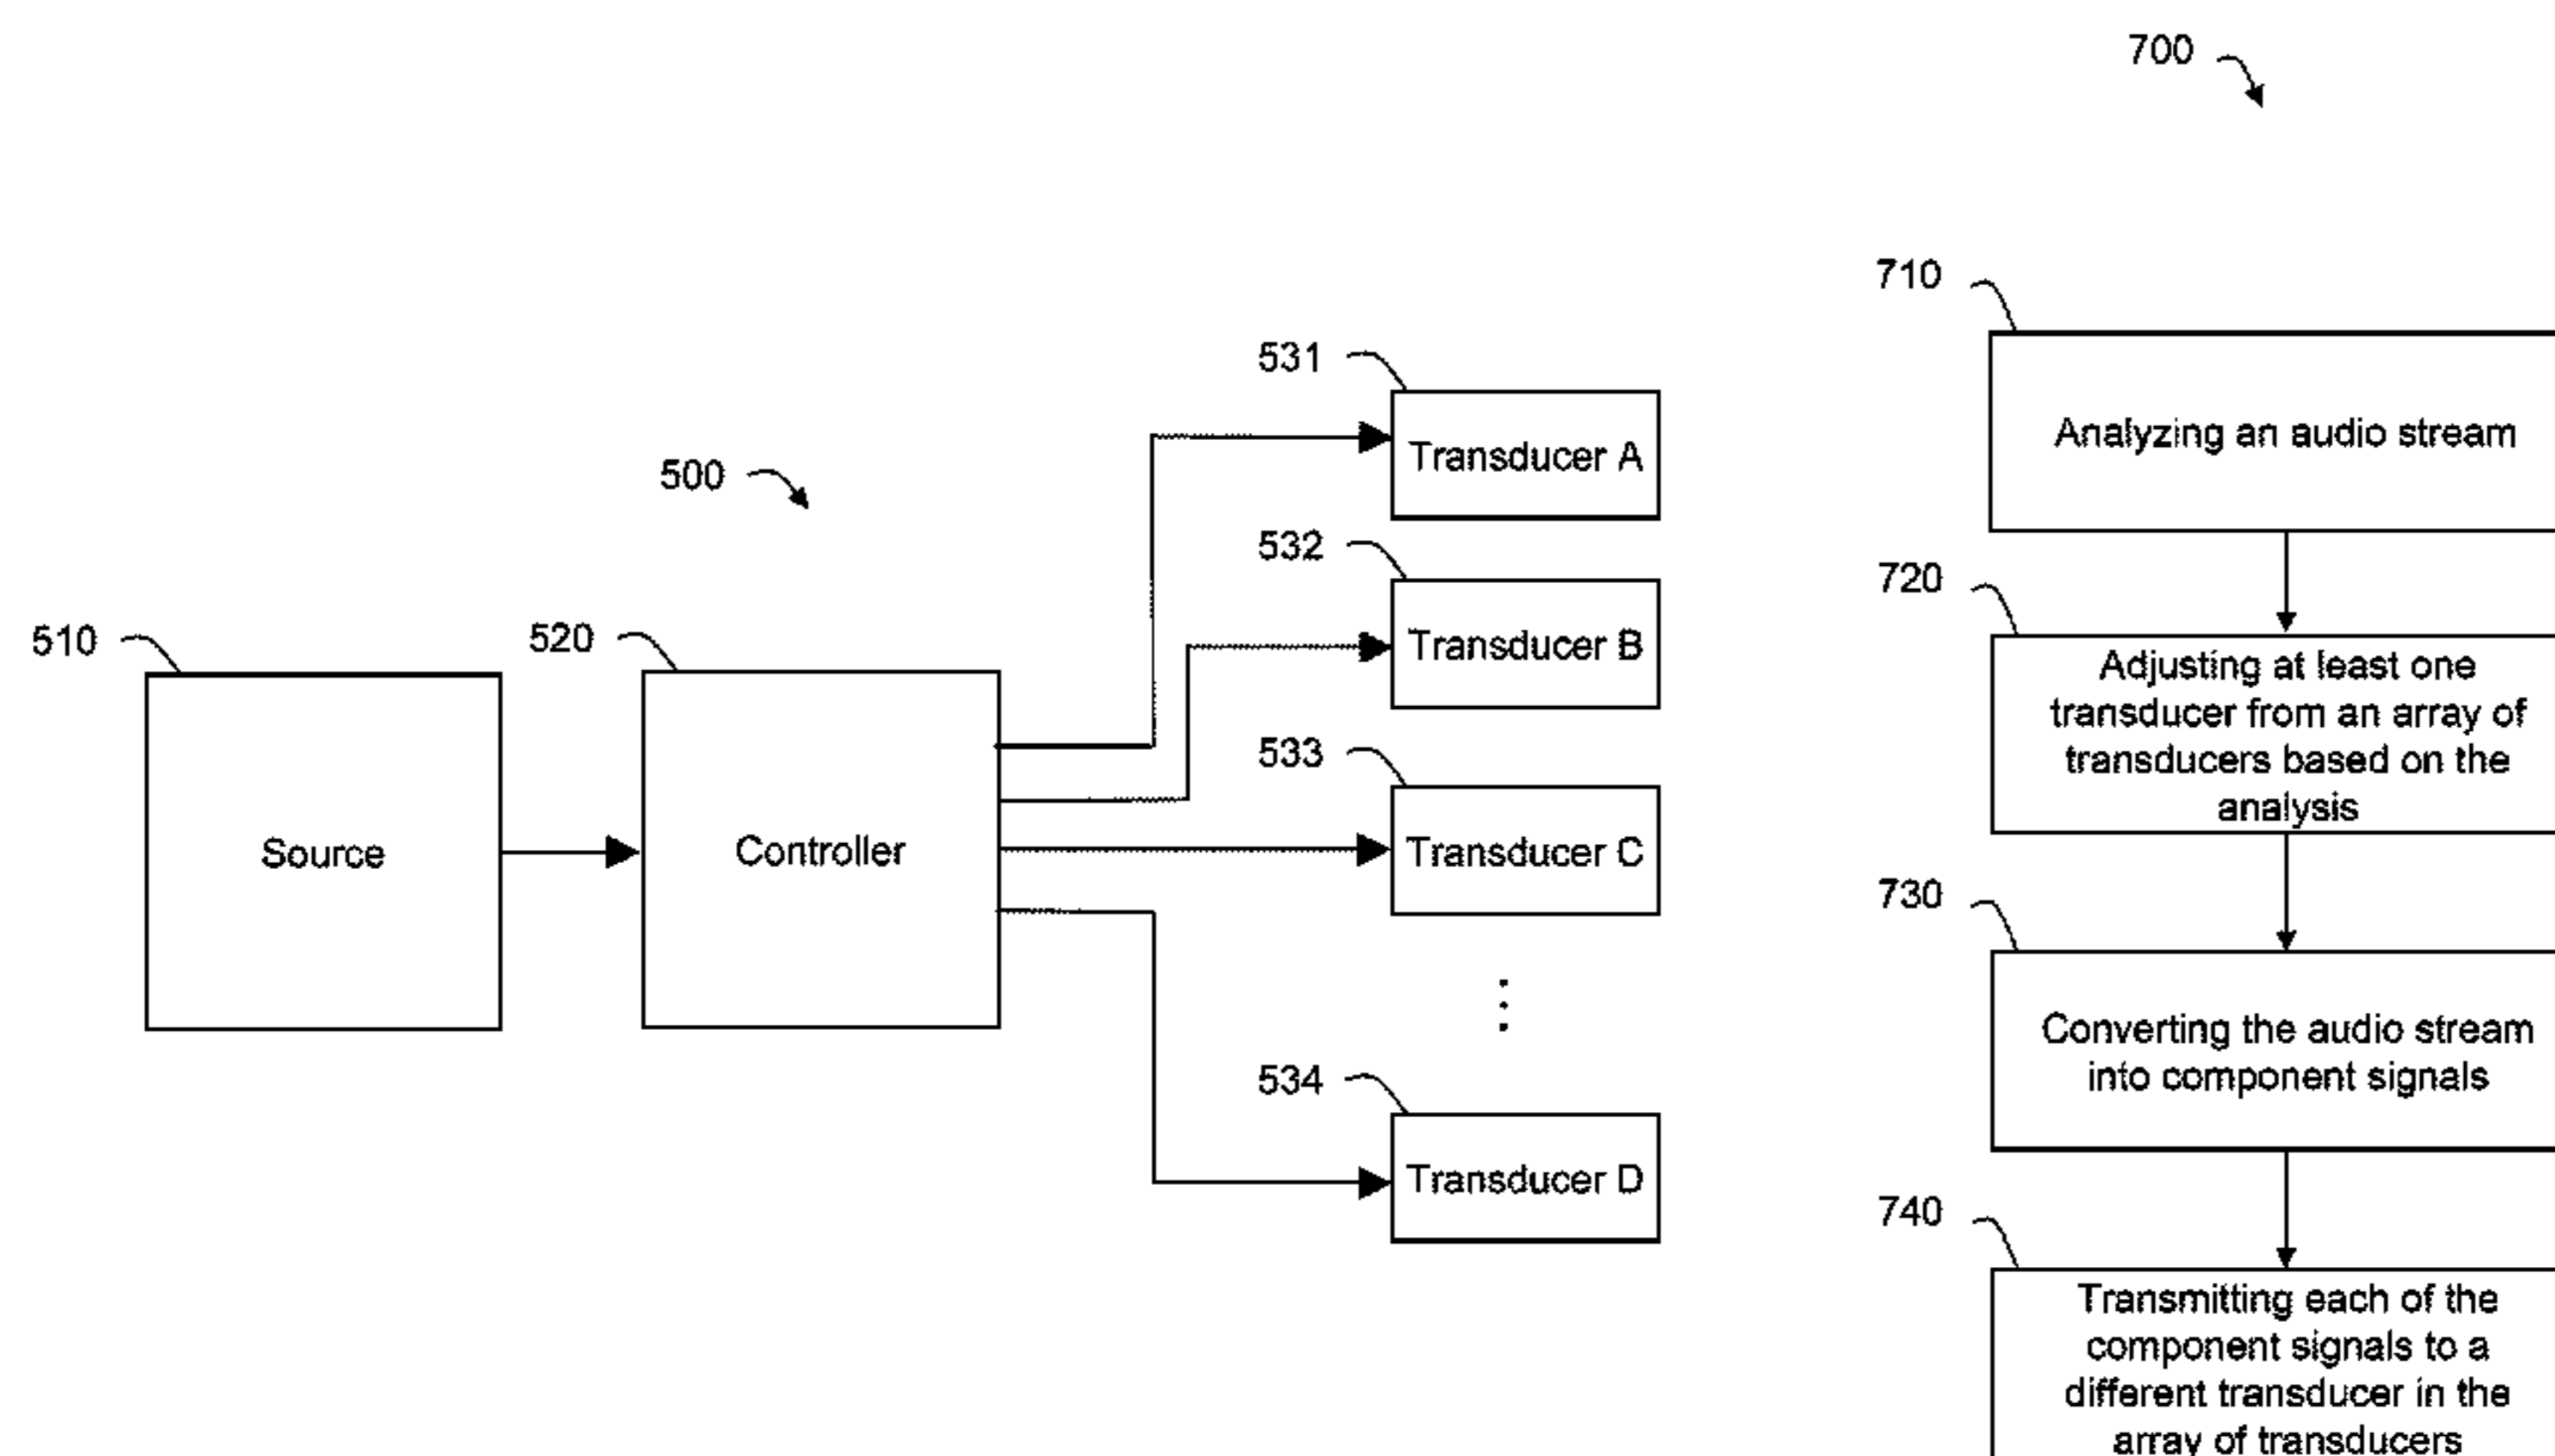 500
510
Source
520
Controller
531
Transducer A
532
Transducer B
533
Transducer C
534
Transducer D
700
710
Analyzing an audio stream
720
Adjusting at least one
transducer from an array of
transducers based on the
analysis
730
Converting the audio stream
into component signals
740
Transmitting each of the
component signals to a
different transducer in the
array of transducers